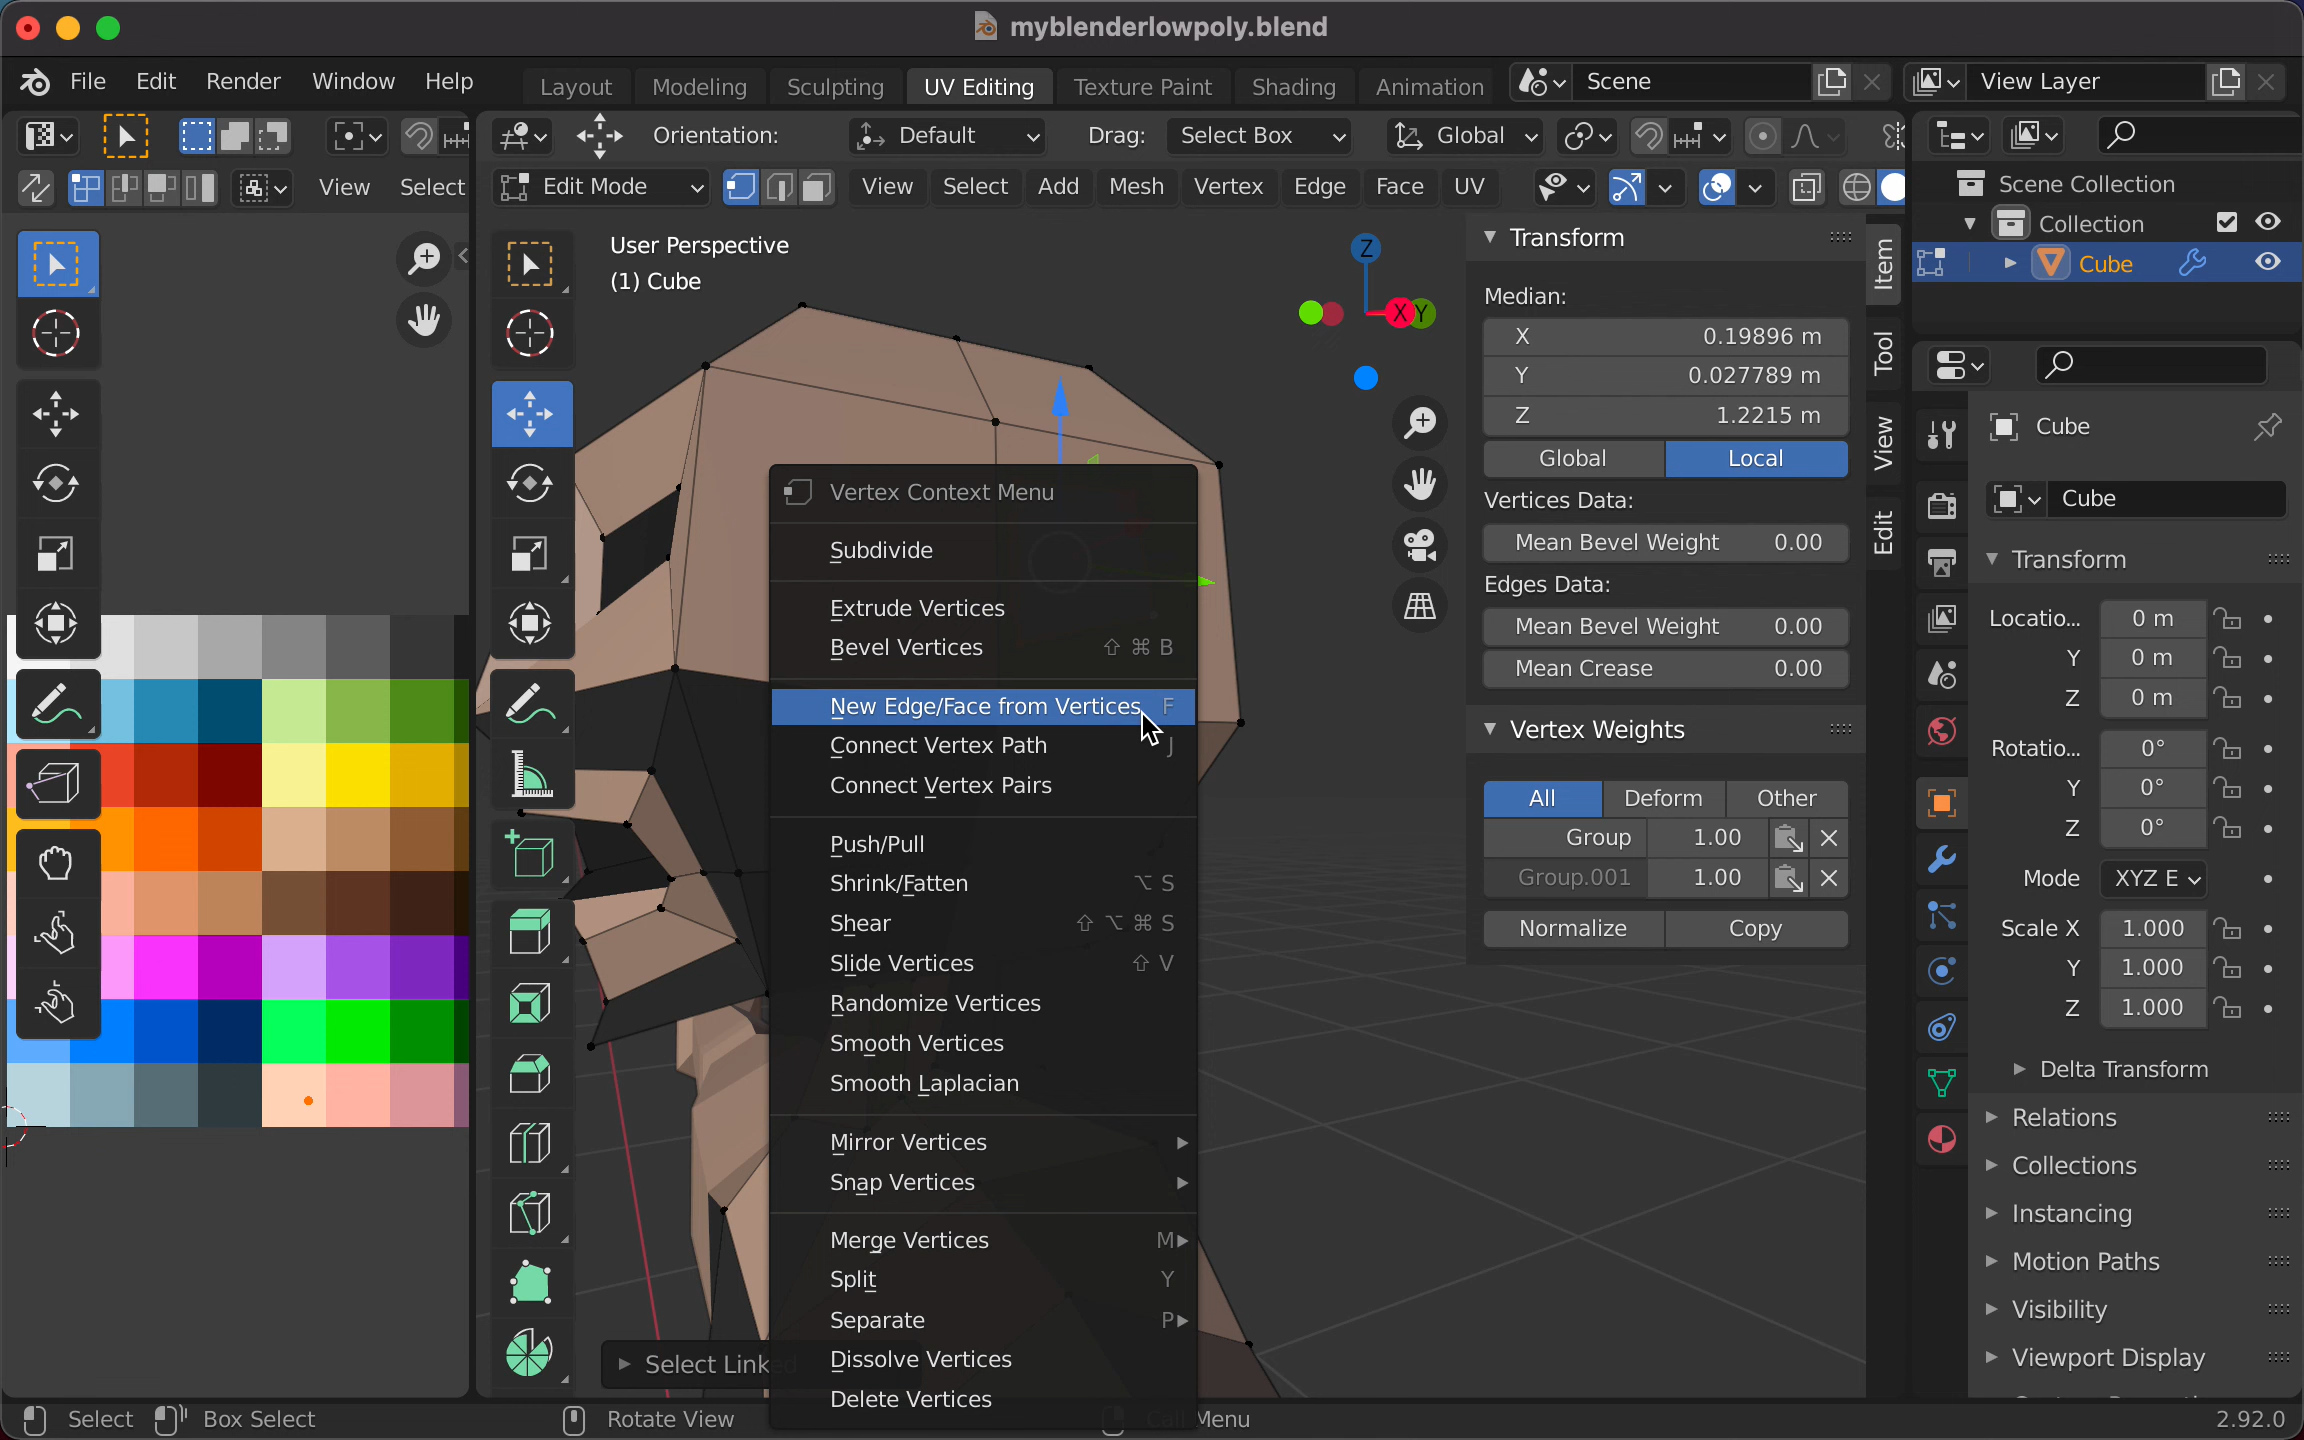 myblenderlowpoly.blend
File Edit Render Window Help Layout Modeling Sculpting UV Editing Texture Paint Shading Animation Scene View Layer
Orientation: Default Drag: Select Box Global
View Select Edit Mode View Select Add Mesh Vertex Edge Face UV
Scene Collection
Collection
Cube
User Perspective
(1) Cube
Z
X Y
Transform
Median:
X 0.19896 m
Y 0.027789 m
Z 1.2215 m
Global Local
Vertices Data:
Mean Bevel Weight 0.00
Edges Data:
Mean Bevel Weight 0.00
Mean Crease 0.00
Vertex Weights
All Deform Other
Group 1.00
Group.001 1.00
Normalize Copy
Item
Tool
View
Edit
Vertex Context Menu
Subdivide
Extrude Vertices
Bevel Vertices ⇧ ⌘ B
New Edge/Face from Vertices F
Connect Vertex Path J
Connect Vertex Pairs
Push/Pull
Shrink/Fatten ⌥ S
Shear ⇧ ⌥ ⌘ S
Slide Vertices ⇧ V
Randomize Vertices
Smooth Vertices
Smooth Laplacian
Mirror Vertices
Snap Vertices
Merge Vertices M
Split Y
Separate P
Dissolve Vertices
Delete Vertices
Select Link
Cube
Cube
Transform
Locatio... 0 m
Y 0 m
Z 0 m
Rotatio... 0°
Y 0°
Z 0°
Mode XYZ E
Scale X 1.000
Y 1.000
Z 1.000
Delta Transform
Relations
Collections
Instancing
Motion Paths
Visibility
Viewport Display
Select Box Select Rotate View Call Menu 2.92.0